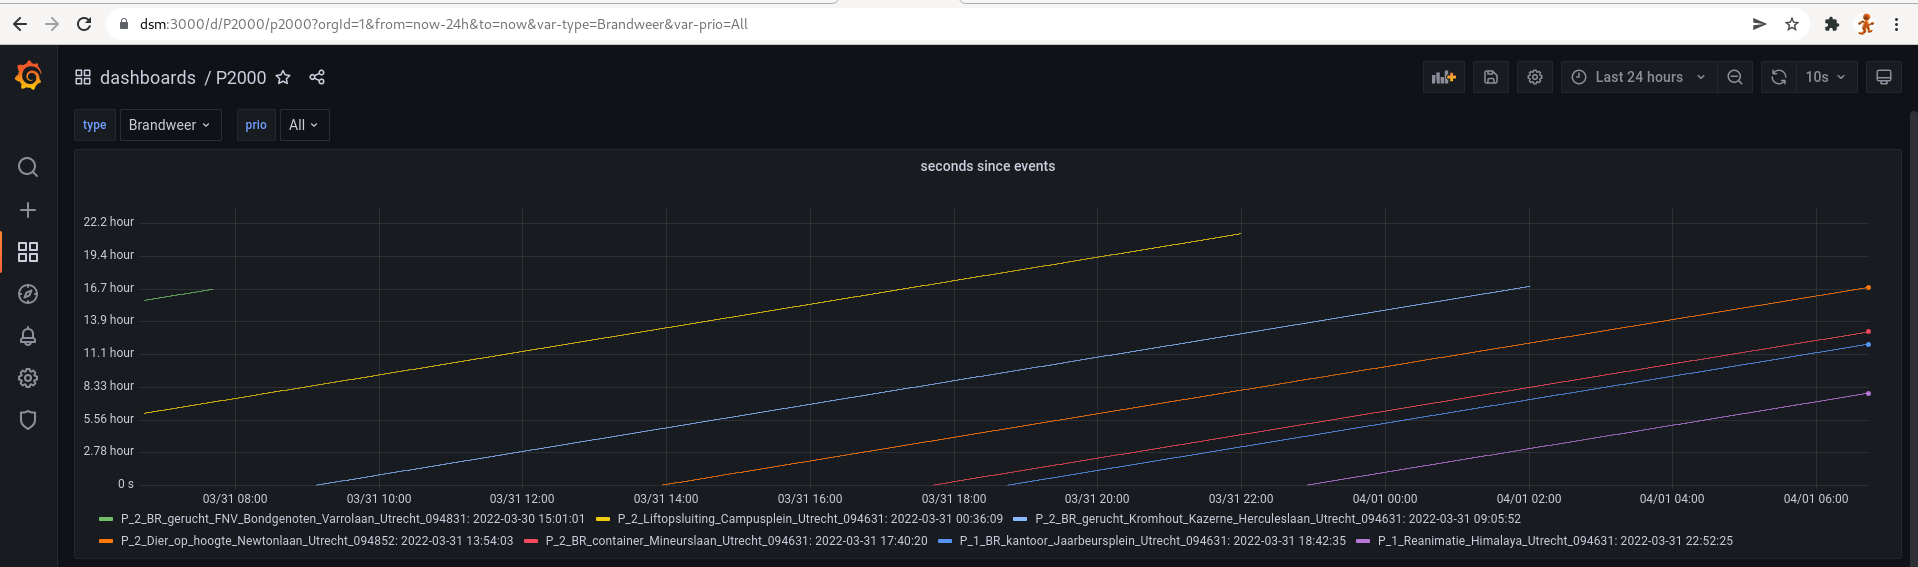 dsm:3000/d/P2000/p2000?orgId=1&from=now-24h&to=now&var-type=Brandweer&var-prio=All
dashboards / P2000
Last 24 hours
10s
type Brandweer prio All
seconds since events
22.2 hour
19.4 hour
16.7 hour
13.9 hour
11.1 hour
8.33 hour
5.56 hour
2.78 hour
0 s
03/31 08:00 03/31 10:00 03/31 12:00 03/31 14:00 03/31 16:00 03/31 18:00 03/31 20:00 03/31 22:00 04/01 00:00 04/01 02:00 04/01 04:00 04/01 06:00
P_2_BR_gerucht_FNV_Bondgenoten_Varrolaan_Utrecht_094831: 2022-03-30 15:01:01 P_2_Liftopsluiting_Campusplein_Utrecht_094631: 2022-03-31 00:36:09 P_2_BR_gerucht_Kromhout_Kazerne_Herculeslaan_Utrecht_094631: 2022-03-31 09:05:52
P_2_Dier_op_hoogte_Newtonlaan_Utrecht_094852: 2022-03-31 13:54:03 P_2_BR_container_Mineurslaan_Utrecht_094631: 2022-03-31 17:40:20 P_1_BR_kantoor_Jaarbeursplein_Utrecht_094631: 2022-03-31 18:42:35 P_1_Reanimatie_Himalaya_Utrecht_094631: 2022-03-31 22:52:25